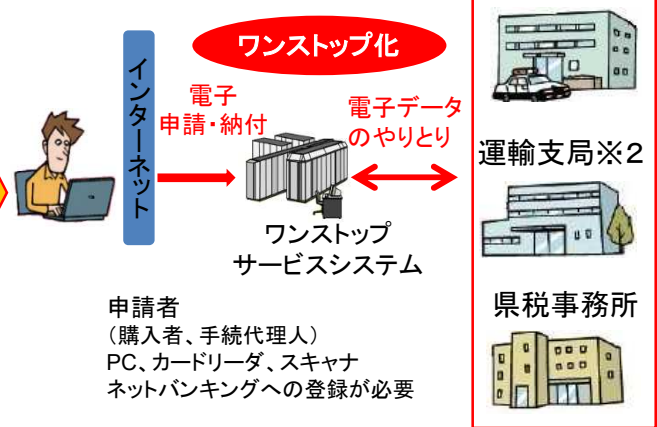 ワンストップ化
インターネット
電子
申請・納付
電子データ
のやりとり
ワンストップ
サービスシステム
運輸支局※2
県税事務所
申請者
（購入者、手続代理人）
PC、カードリーダ、スキャナ
ネットバンキングへの登録が必要